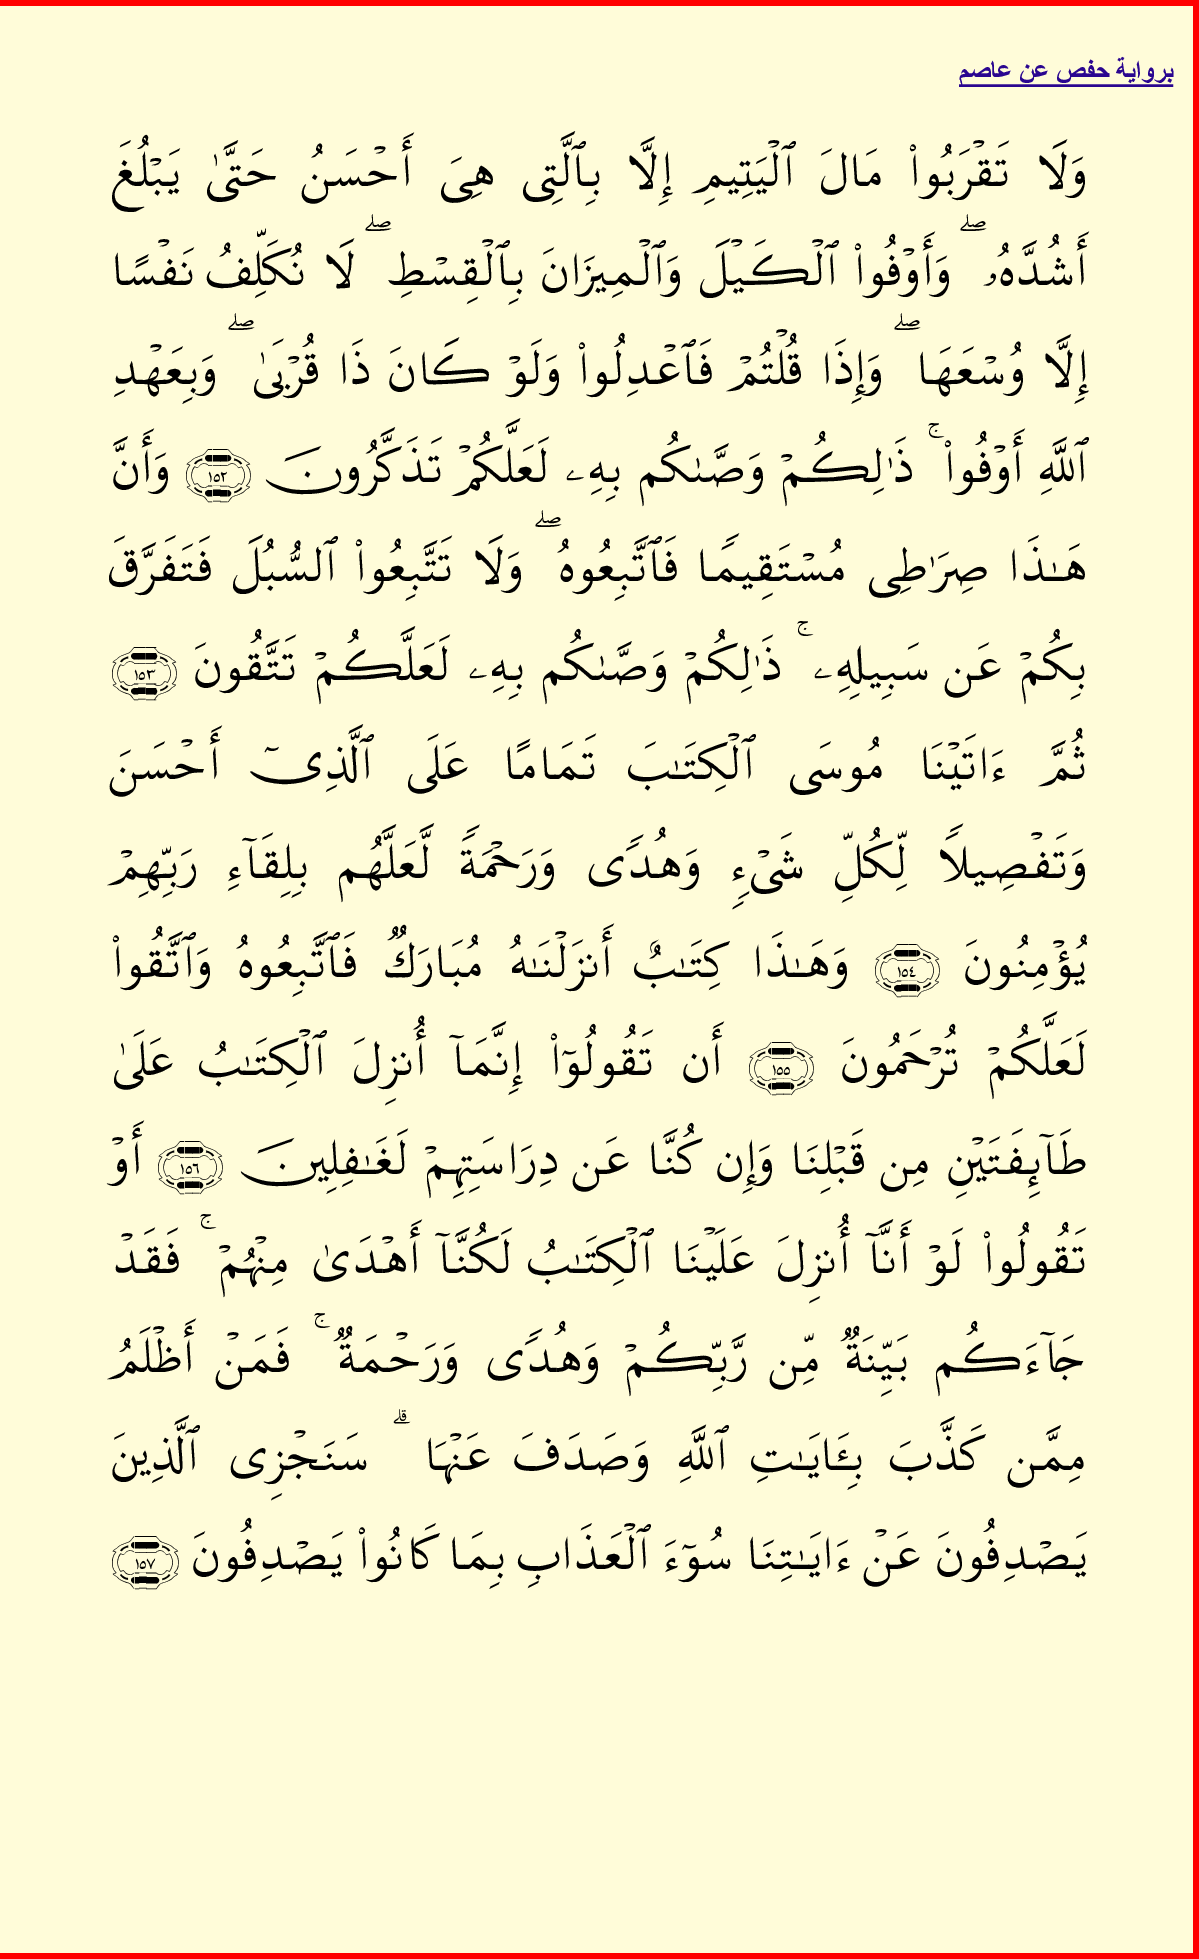 برواية حفص عن عاصم
وَلَا تَقۡرَبُواْ مَالَ ٱلۡيَتِيمِ إِلَّا بِٱلَّتِى هِىَ أَحۡسَنُ حَتَّىٰ يَبۡلُغَ
أَشُدَّهُۥ ۖ وَأَوۡفُواْ ٱلۡكَيۡلَ وَٱلۡمِيزَانَ بِٱلۡقِسۡطِ ۖ لَا نُكَلِّفُ نَفۡسًا
إِلَّا وُسۡعَهَا ۖ وَإِذَا قُلۡتُمۡ فَٱعۡدِلُواْ وَلَوۡ كَانَ ذَا قُرۡبَىٰ ۖ وَبِعَهۡدِ
ٱللَّهِ أَوۡفُواْ ۚ ذَٰلِكُمۡ وَصَّىٰكُم بِهِۦ لَعَلَّكُمۡ تَذَكَّرُونَ ١٥٢ وَأَنَّ
هَـٰذَا صِرَٰطِى مُسۡتَقِيمًا فَٱتَّبِعُوهُ ۖ وَلَا تَتَّبِعُواْ ٱلسُّبُلَ فَتَفَرَّقَ
بِكُمۡ عَن سَبِيلِهِۦ ۚ ذَٰلِكُمۡ وَصَّىٰكُم بِهِۦ لَعَلَّكُمۡ تَتَّقُونَ ١٥٣
ثُمَّ ءَاتَيۡنَا مُوسَى ٱلۡكِتَـٰبَ تَمَامًا عَلَى ٱلَّذِىٓ أَحۡسَنَ
وَتَفۡصِيلاً لِّكُلِّ شَىۡءٍ وَهُدًى وَرَحۡمَةً لَّعَلَّهُم بِلِقَآءِ رَبِّهِمۡ
يُؤۡمِنُونَ ١٥٤ وَهَـٰذَا كِتَـٰبٌ أَنزَلۡنَـٰهُ مُبَارَكٌ فَٱتَّبِعُوهُ وَٱتَّقُواْ
لَعَلَّكُمۡ تُرۡحَمُونَ ١٥٥ أَن تَقُولُوٓاْ إِنَّمَآ أُنزِلَ ٱلۡكِتَـٰبُ عَلَىٰ
طَآئِفَتَيۡنِ مِن قَبۡلِنَا وَإِن كُنَّا عَن دِرَاسَتِهِمۡ لَغَـٰفِلِينَ ١٥٦ أَوۡ
تَقُولُواْ لَوۡ أَنَّآ أُنزِلَ عَلَيۡنَا ٱلۡكِتَـٰبُ لَكُنَّآ أَهۡدَىٰ مِنۡهُمۡ ۚ فَقَدۡ
جَآءَكُم بَيِّنَةٌ مِّن رَّبِّكُمۡ وَهُدًى وَرَحۡمَةٌ ۚ فَمَنۡ أَظۡلَمُ
مِمَّن كَذَّبَ بِـَٔايَـٰتِ ٱللَّهِ وَصَدَفَ عَنۡهَا ۗ سَنَجۡزِى ٱلَّذِينَ
يَصۡدِفُونَ عَنۡ ءَايَـٰتِنَا سُوٓءَ ٱلۡعَذَابِ بِمَا كَانُواْ يَصۡدِفُونَ ١٥٧